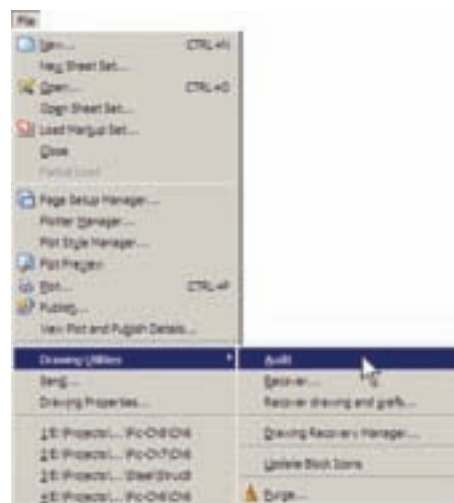 File
New... CTRL+N
New Sheet Set...
Open... CTRL+O
Open Sheet Set...
Load Markup Set...
Close
Partial Load
Page Setup Manager...
Plotter Manager...
Plot Style Manager...
Plot Preview
Plot... CTRL+P
Publish...
View Plot and Publish Details...
Drawing Utilities
Send...
Drawing Properties...
Audit
Recover...
Recover drawing and xrefs...
Drawing Recovery Manager...
Update Block Icons
Purge...